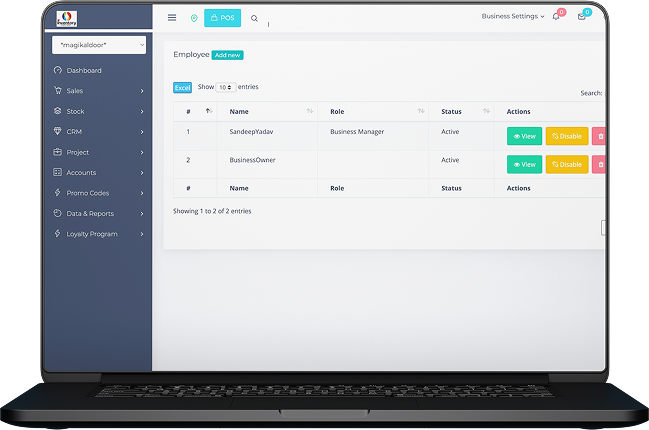 inventory
POS
Business Settings
0
0
*magikaldoor*
Dashboard
Sales
Stock
CRM
Project
Accounts
Promo Codes
Data & Reports
Loyalty Program
Employee Add new
Excel Show 10 entries
Search:
# Name Role Status Actions
1 SandeepYadav Business Manager Active View Disable
2 BusinessOwner Active View Disable
# Name Role Status Actions
Showing 1 to 2 of 2 entries